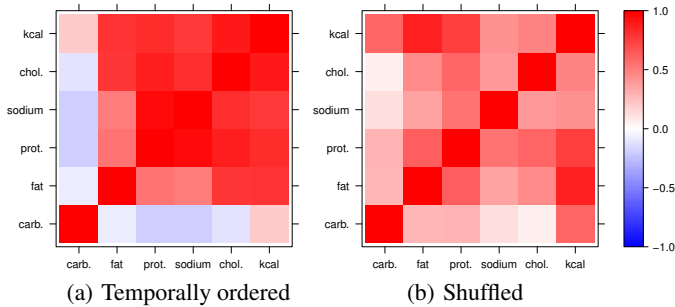 kcal
chol.
sodium
prot.
fat
carb.
carb. fat prot. sodium chol. kcal
(a) Temporally ordered
kcal
chol.
sodium
prot.
fat
carb.
carb. fat prot. sodium chol. kcal
(b) Shuffled
1.0
0.5
0.0
−0.5
−1.0